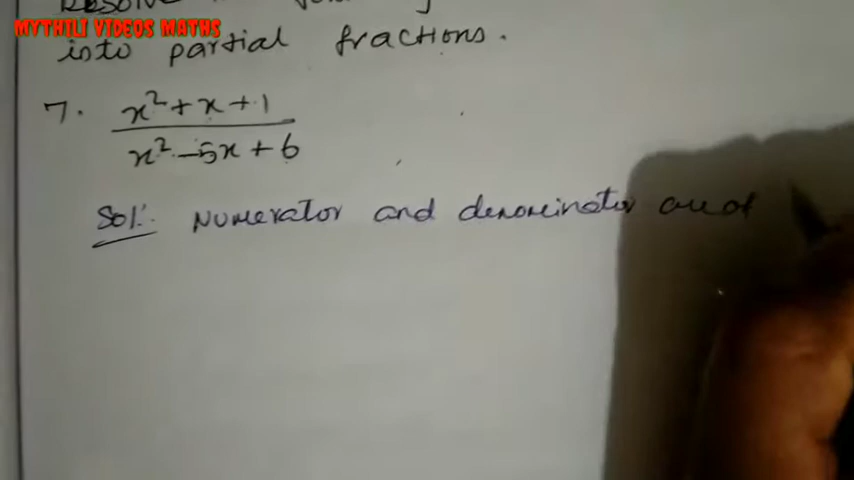 MYTHILI VIDEOS MATHS
into partial fractions.
7. x² + x + 1
x² - 5x + 6
Sol:. Numerator and denominator are of